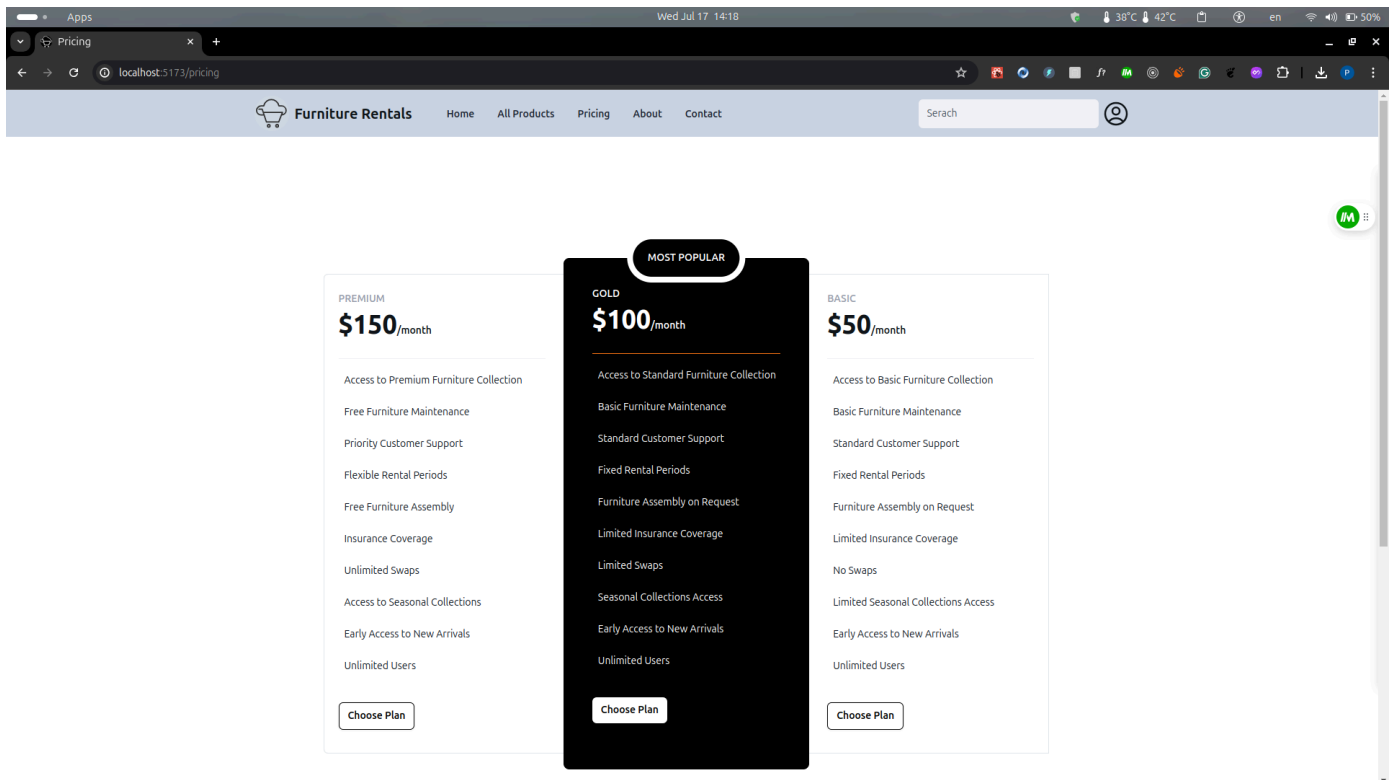 Apps
Wed Jul 17 14:18
38°C 42°C
en
50%
Pricing
localhost:5173/pricing
Furniture Rentals
Home
All Products
Pricing
About
Contact
Serach
MOST POPULAR
PREMIUM
$150/month
Access to Premium Furniture Collection
Free Furniture Maintenance
Priority Customer Support
Flexible Rental Periods
Free Furniture Assembly
Insurance Coverage
Unlimited Swaps
Access to Seasonal Collections
Early Access to New Arrivals
Unlimited Users
Choose Plan
GOLD
$100/month
Access to Standard Furniture Collection
Basic Furniture Maintenance
Standard Customer Support
Fixed Rental Periods
Furniture Assembly on Request
Limited Insurance Coverage
Limited Swaps
Seasonal Collections Access
Early Access to New Arrivals
Unlimited Users
Choose Plan
BASIC
$50/month
Access to Basic Furniture Collection
Basic Furniture Maintenance
Standard Customer Support
Fixed Rental Periods
Furniture Assembly on Request
Limited Insurance Coverage
No Swaps
Limited Seasonal Collections Access
Early Access to New Arrivals
Unlimited Users
Choose Plan